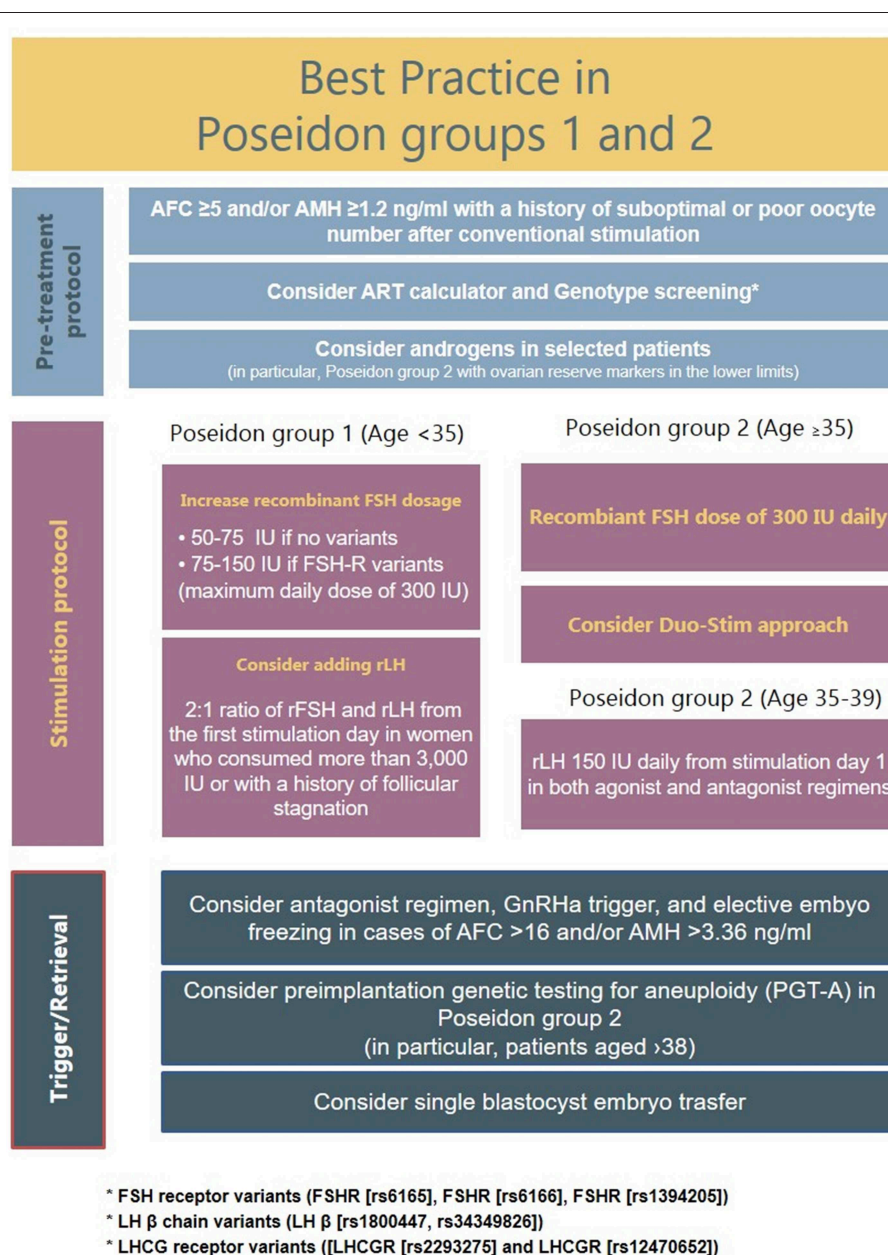 Best Practice in
Poseidon groups 1 and 2
Pre-treatment
protocol
AFC ≥5 and/or AMH ≥1.2 ng/ml with a history of suboptimal or poor oocyte
number after conventional stimulation
Consider ART calculator and Genotype screening*
Consider androgens in selected patients
(in particular, Poseidon group 2 with ovarian reserve markers in the lower limits)
Stimulation protocol
Poseidon group 1 (Age <35)
Increase recombinant FSH dosage
• 50-75 IU if no variants
• 75-150 IU if FSH-R variants
(maximum daily dose of 300 IU)
Consider adding rLH
2:1 ratio of rFSH and rLH from
the first stimulation day in women
who consumed more than 3,000
IU or with a history of follicular
stagnation
Poseidon group 2 (Age ≥35)
Recombiant FSH dose of 300 IU daily
Consider Duo-Stim approach
Poseidon group 2 (Age 35-39)
rLH 150 IU daily from stimulation day 1
in both agonist and antagonist regimens
Trigger/Retrieval
Consider antagonist regimen, GnRHa trigger, and elective embyo
freezing in cases of AFC >16 and/or AMH >3.36 ng/ml
Consider preimplantation genetic testing for aneuploidy (PGT-A) in
Poseidon group 2
(in particular, patients aged ›38)
Consider single blastocyst embryo trasfer
* FSH receptor variants (FSHR [rs6165], FSHR [rs6166], FSHR [rs1394205])
* LH β chain variants (LH β [rs1800447, rs34349826])
* LHCG receptor variants ([LHCGR [rs2293275] and LHCGR [rs12470652])